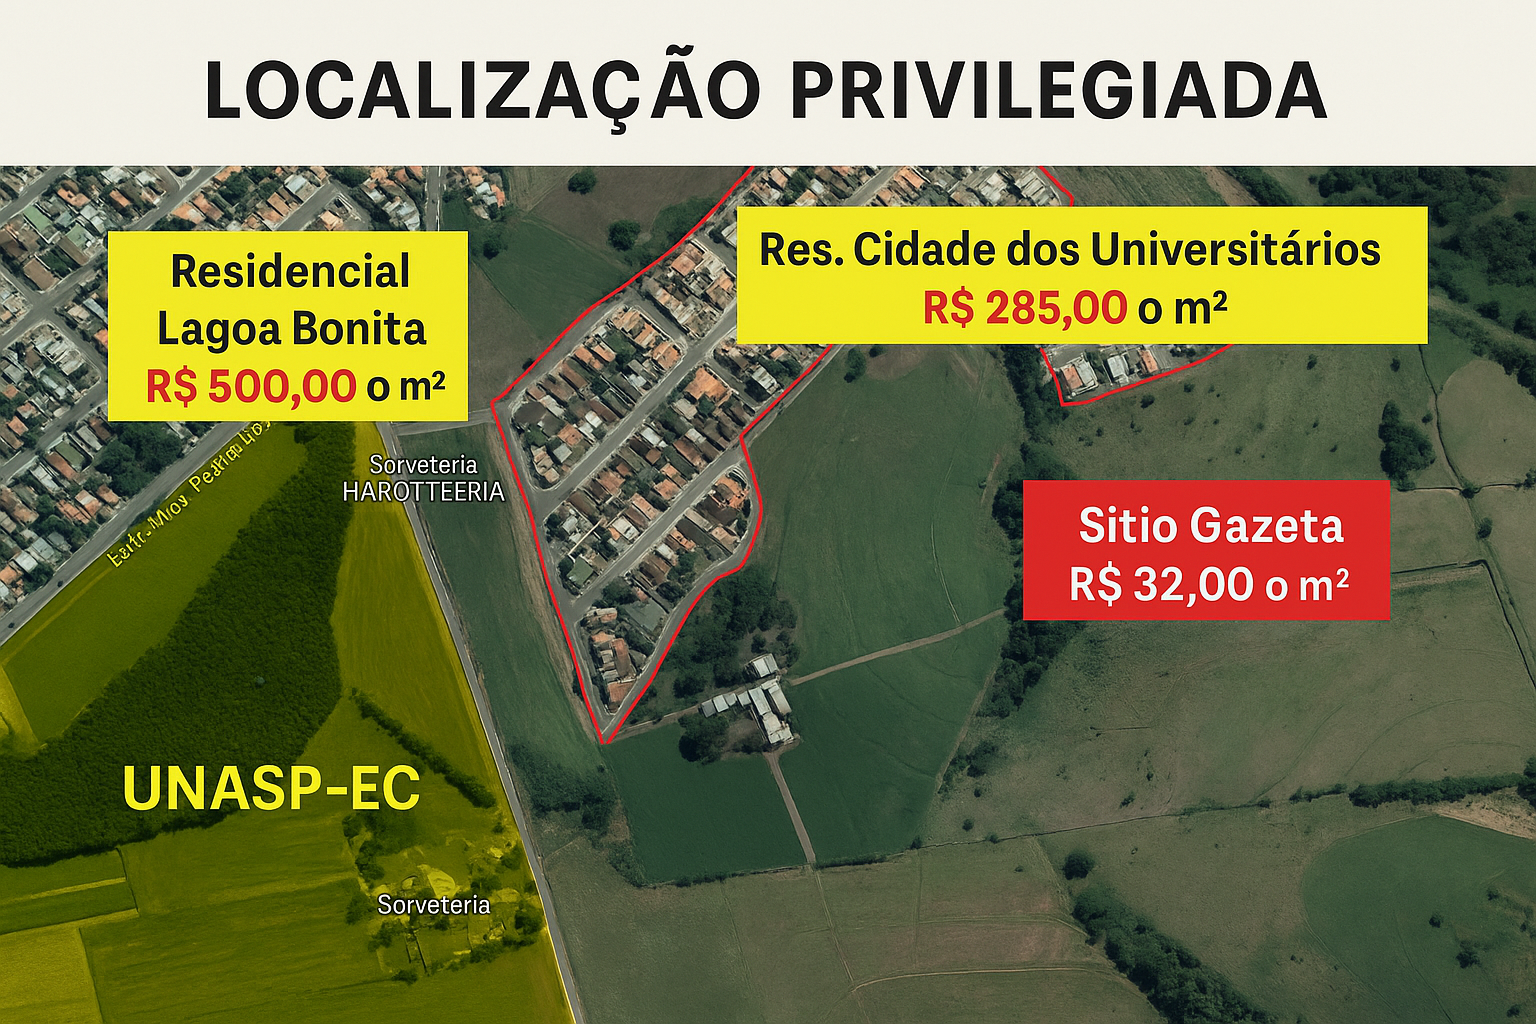 LOCALIZAÇÃO PRIVILEGIADA
Residencial
Lagoa Bonita
R$ 500,00 o m²
Res. Cidade dos Universitários
R$ 285,00 o m²
Sorveteria
HAROTTEERIA
Sitio Gazeta
R$ 32,00 o m²
UNASP-EC
Sorveteria